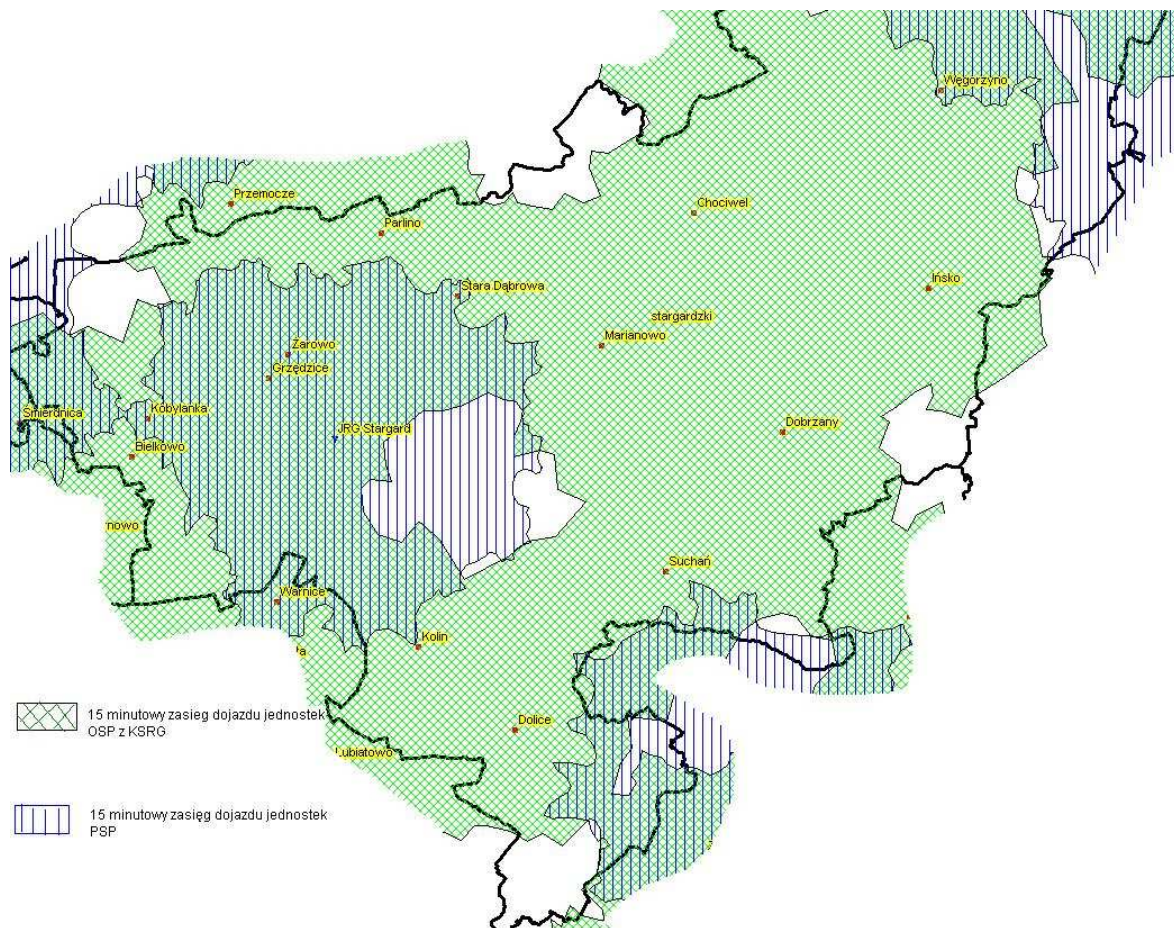 Węgorzyno
Przemocze
Chociwel
Parlino
Ińsko
Stara Dąbrowa
stargardzki
Marianowo
Żarowo
Grzędzice
Kobylanka
Śmierdnica
JRG Stargard
Dobrzany
Bielkowo
nowo
Suchań
Warnice
Kolin
a
15 minutowy zasięg dojazdu jednostek
OSP z KSRG
Dolice
Lubiatowo
15 minutowy zasięg dojazdu jednostek
PSP